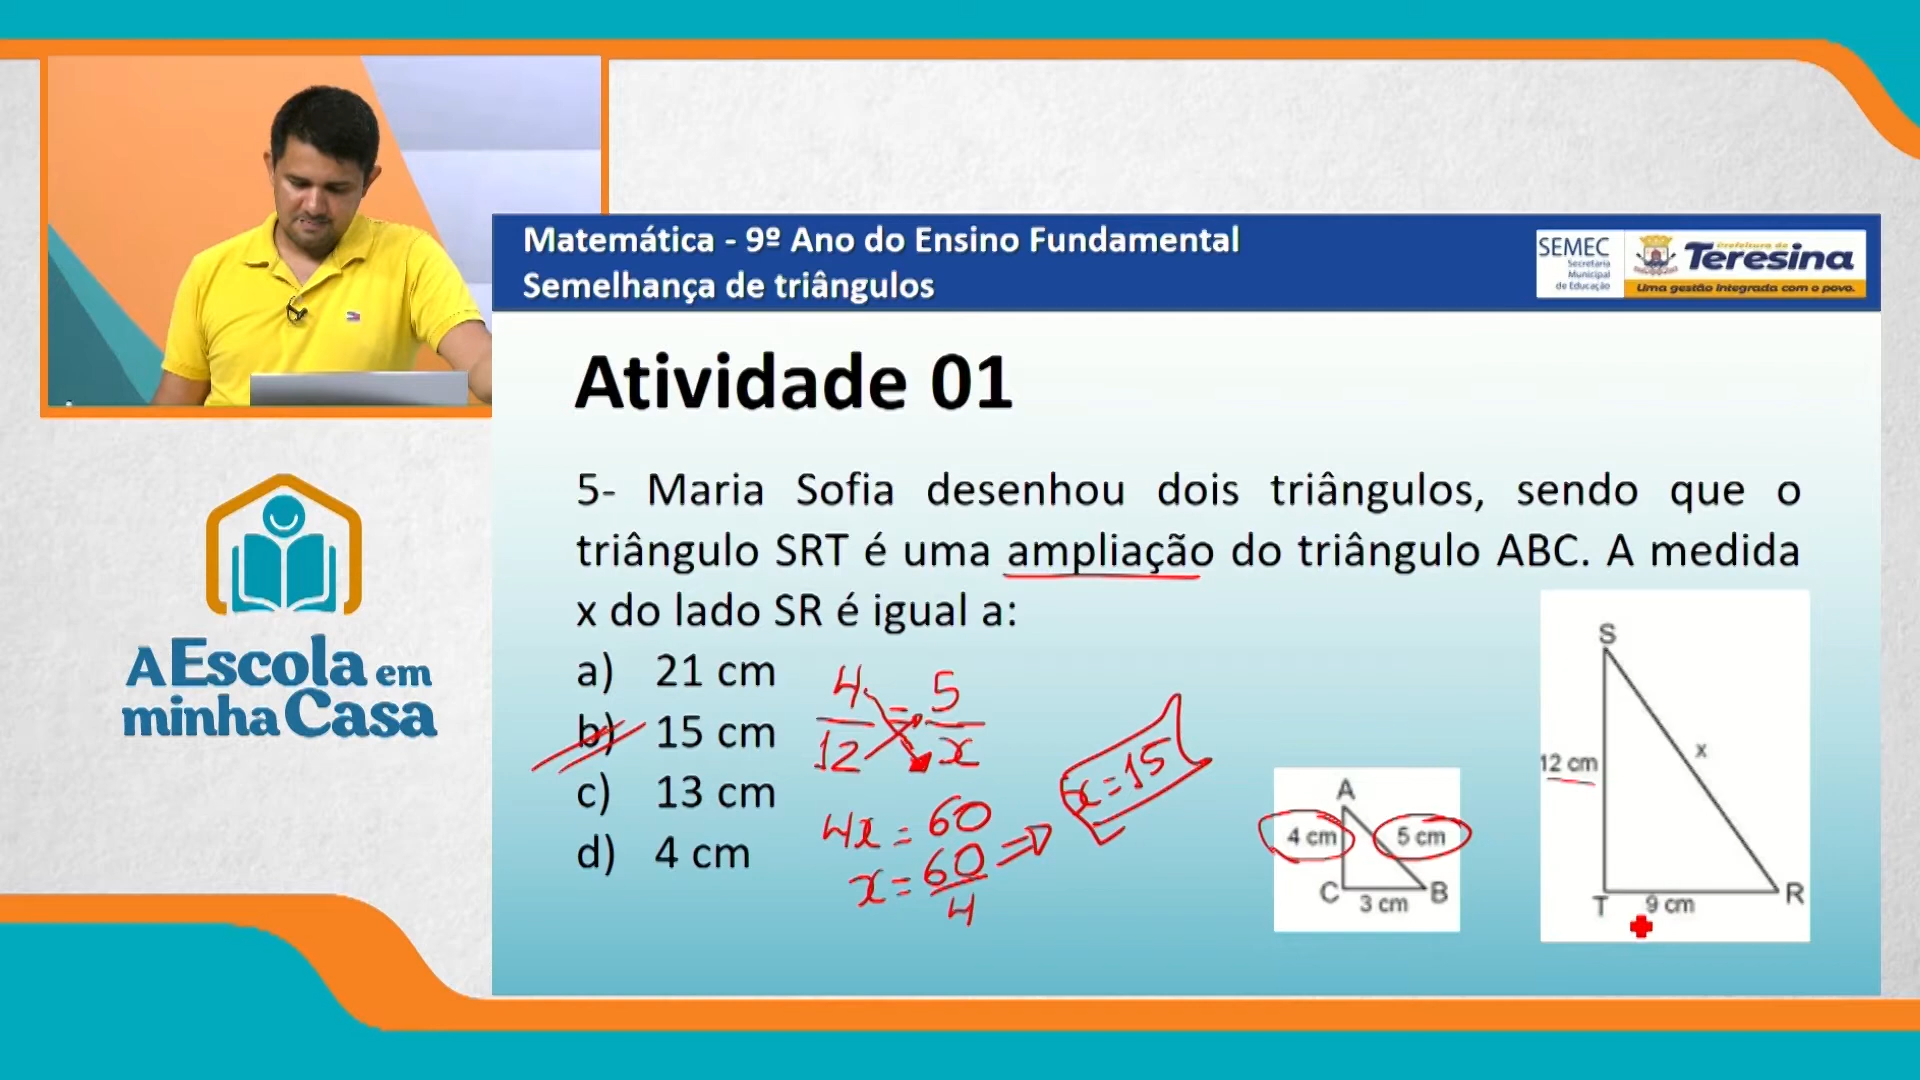 Matemática - 9º Ano do Ensino Fundamental
Semelhança de triângulos
SEMEC
Secretaria
Municipal
de Educação
Prefeitura de
Teresina
Uma gestão integrada com o povo.
Atividade 01
5- Maria Sofia desenhou dois triângulos, sendo que o
triângulo SRT é uma ampliação do triângulo ABC. A medida
x do lado SR é igual a:
a) 21 cm
b) 15 cm
c) 13 cm
d) 4 cm
4/12 = 5/x
4x = 60
x = 60/4
x = 15
A
4 cm
5 cm
C
3 cm
B
S
12 cm
x
T
9 cm
R
A Escola em
minha Casa